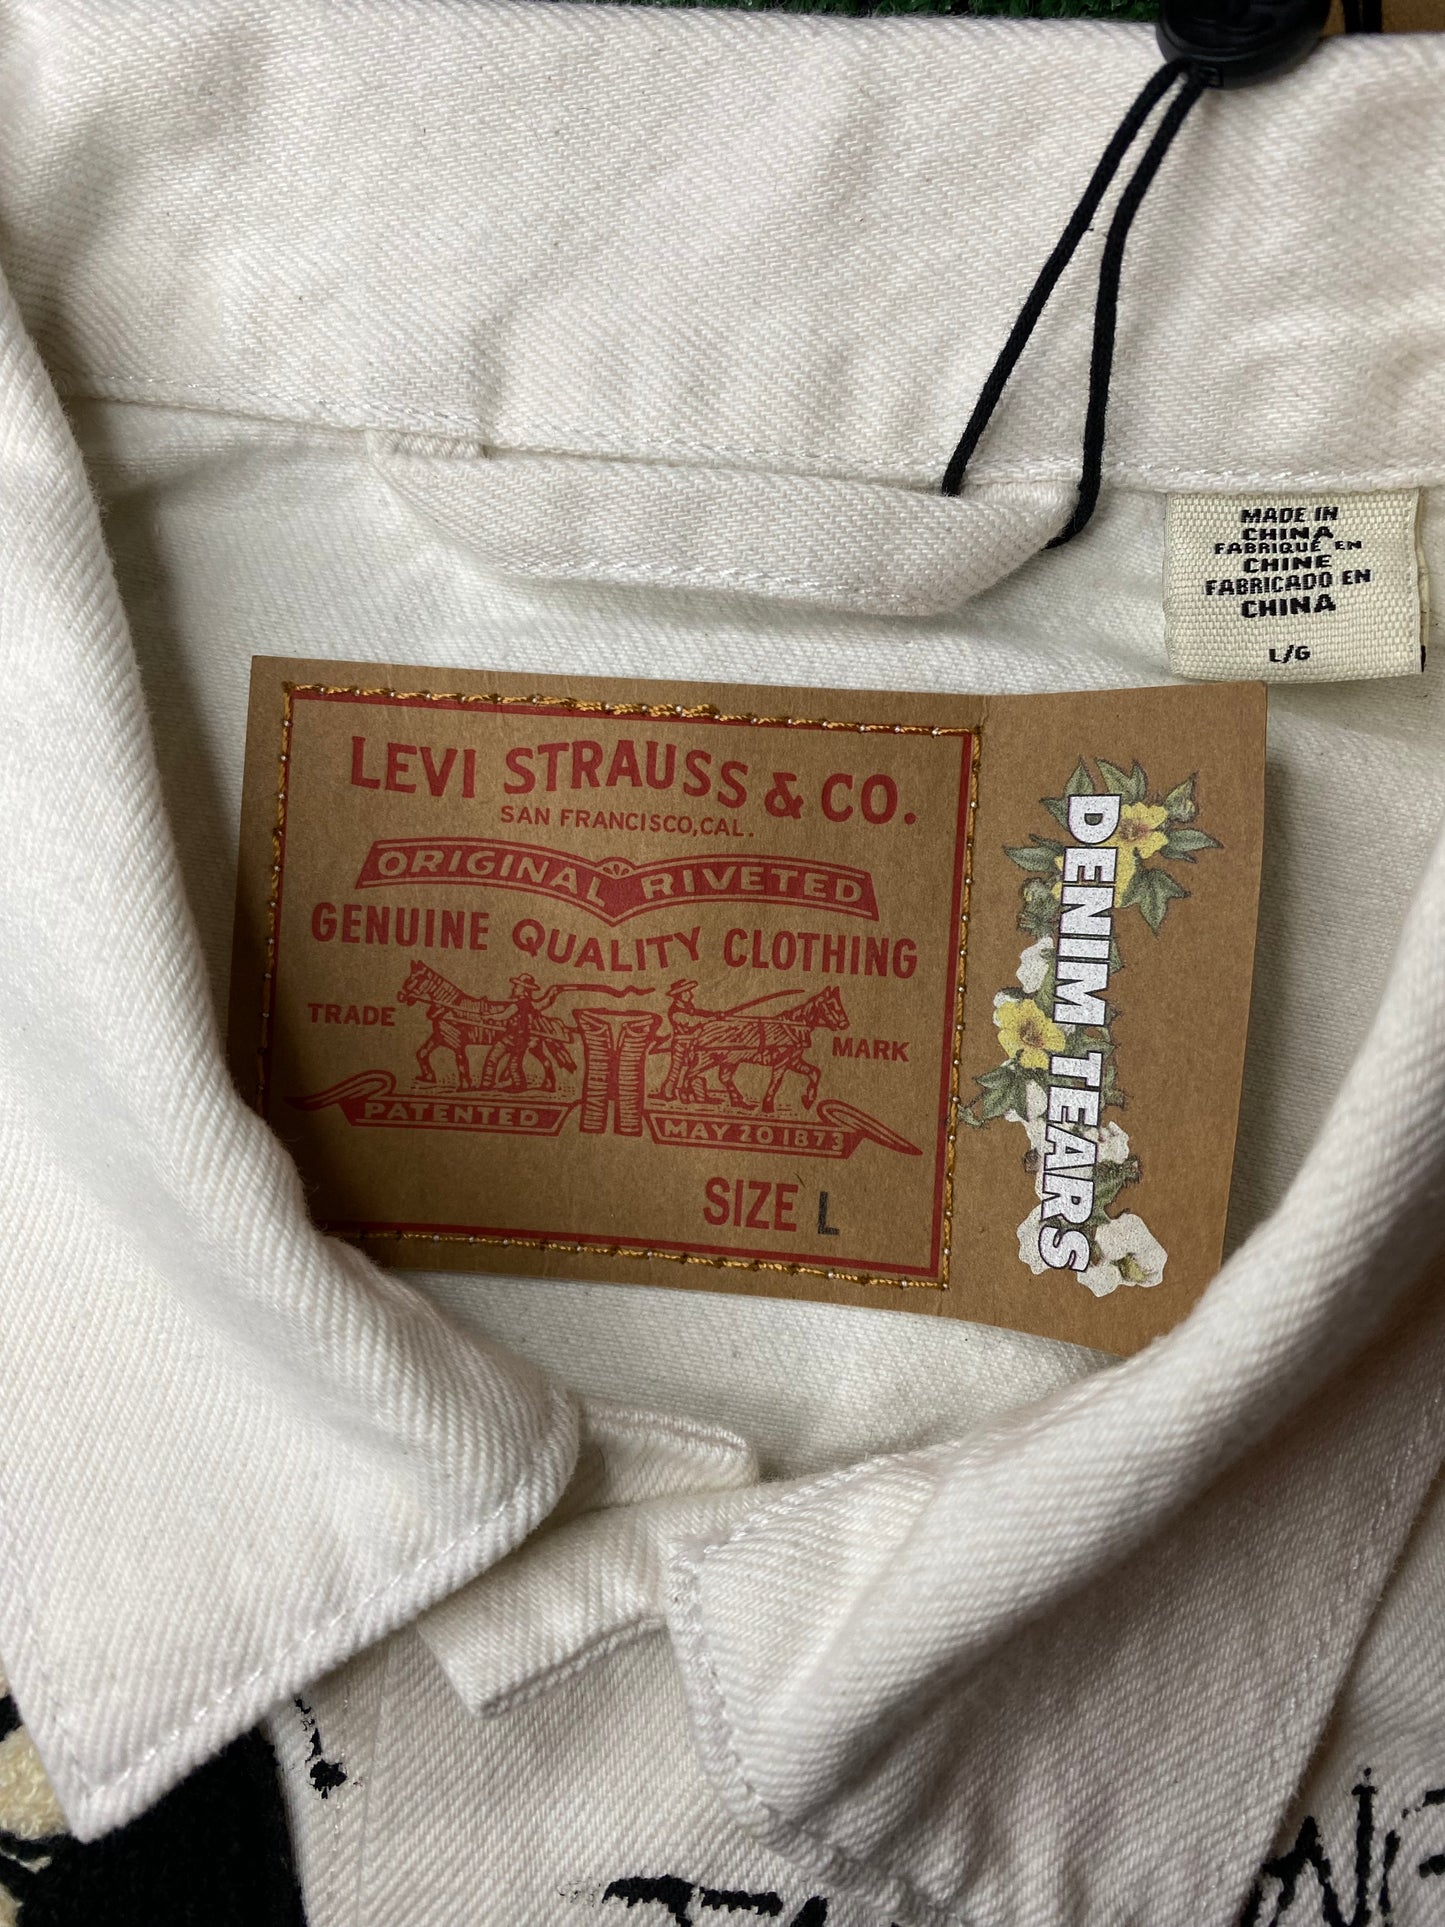 MADE IN
CHINA
FABRIQUÉ EN
CHINE
FABRICADO EN
CHINA
L/G
LEVI STRAUSS & CO.
SAN FRANCISCO, CAL.
ORIGINAL RIVETED
GENUINE QUALITY CLOTHING
TRADE MARK
PATENTED MAY 20 1873
SIZE L
DENIM TEARS